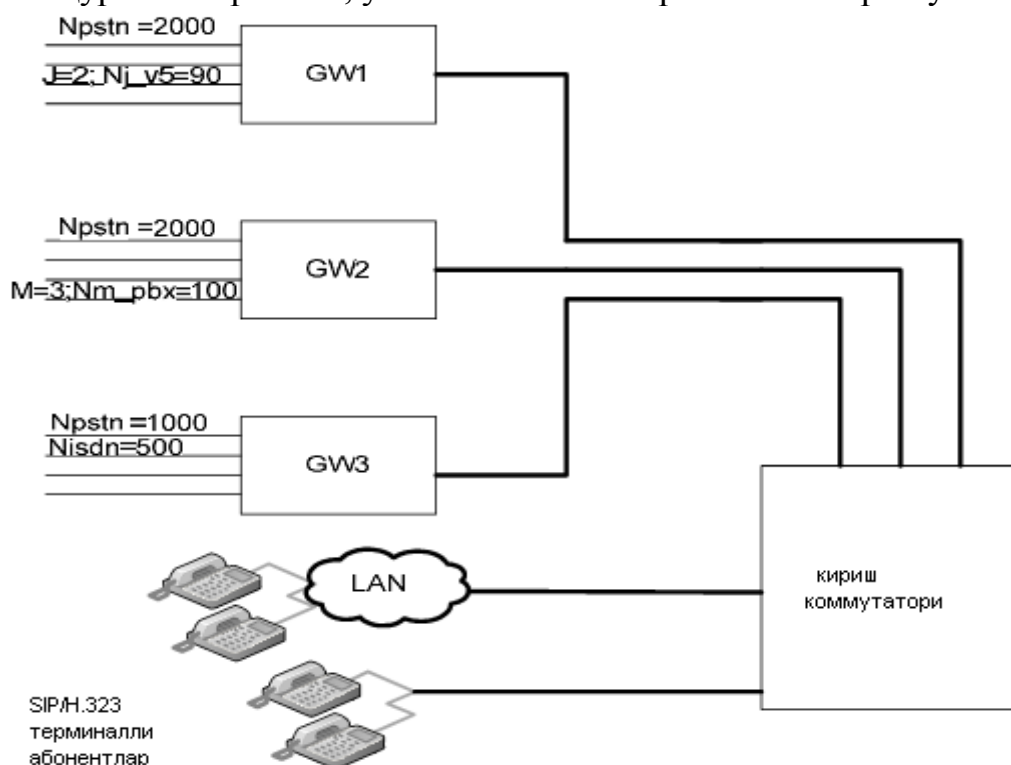 Npstn =2000
J=2; Nj_v5=90
GW1
Npstn =2000
M=3;Nm_pbx=100
GW2
Npstn =1000
Nisdn=500
GW3
LAN
кириш
коммутатори
SIP/H.323
терминалли
абонентлар